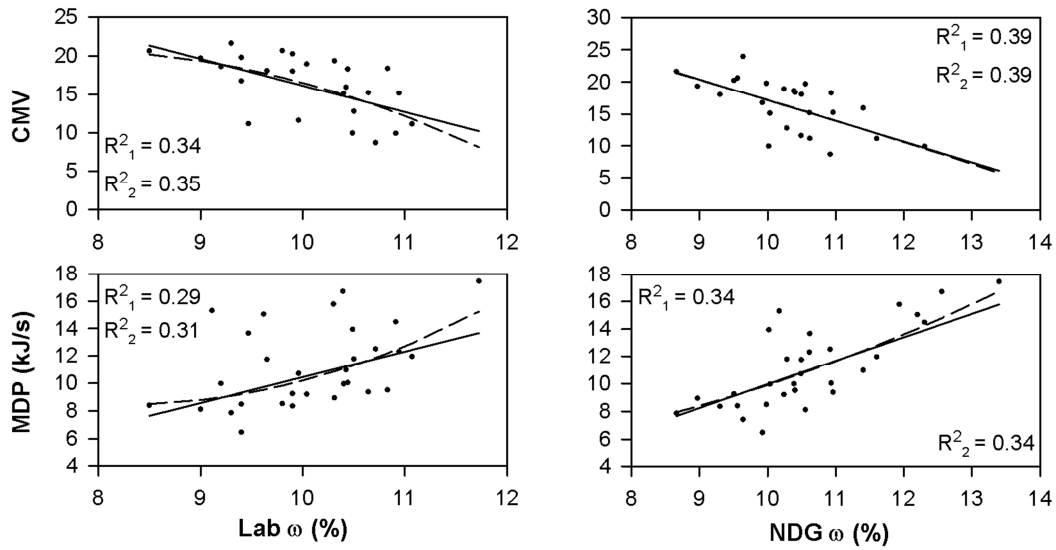 25
20
15
10
5
0
CMV
R²₁ = 0.34
R²₂ = 0.35
8 9 10 11 12
30
25
20
15
10
5
0
R²₁ = 0.39
R²₂ = 0.39
8 9 10 11 12 13 14
18
16
14
12
10
8
6
4
MDP (kJ/s)
R²₁ = 0.29
R²₂ = 0.31
8 9 10 11 12
Lab ω (%)
18
16
14
12
10
8
6
4
R²₁ = 0.34
R²₂ = 0.34
8 9 10 11 12 13 14
NDG ω (%)